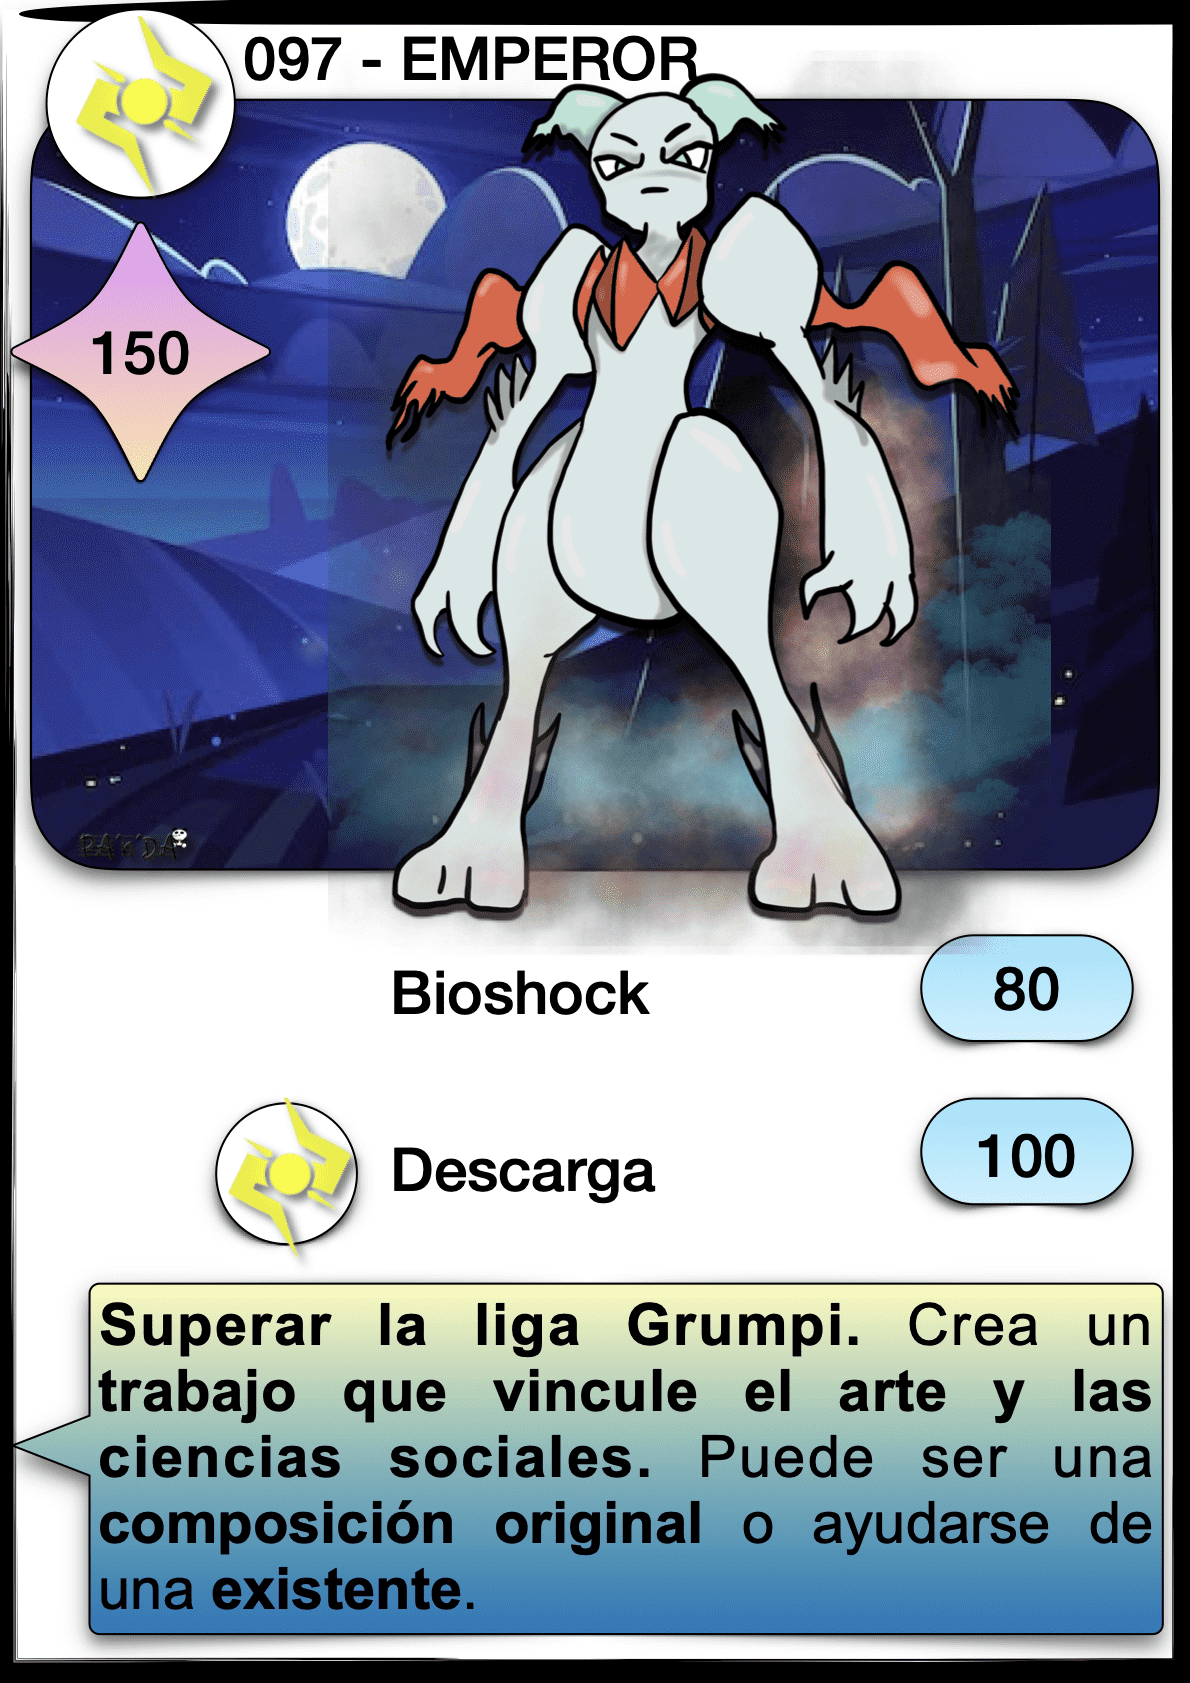 097 - EMPEROR
150
PANDA
Bioshock
80
Descarga
100
Superar la liga Grumpi. Crea un
trabajo que vincule el arte y las
ciencias sociales. Puede ser una
composición original o ayudarse de
una existente.